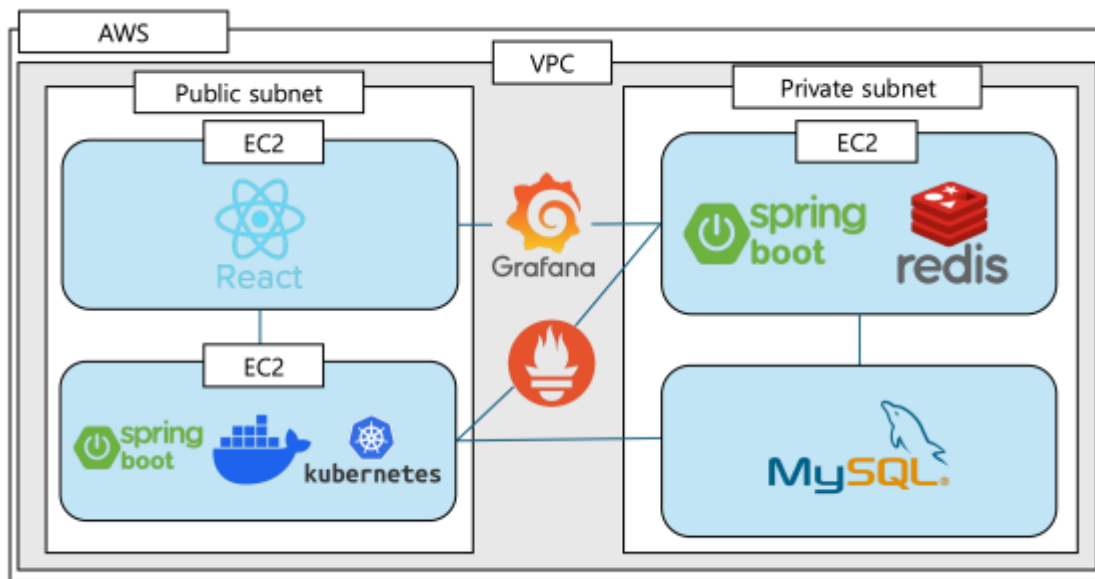 AWS
VPC
Public subnet
Private subnet
EC2
React
EC2
spring
boot
redis
Grafana
EC2
spring
boot
kubernetes
MySQL®